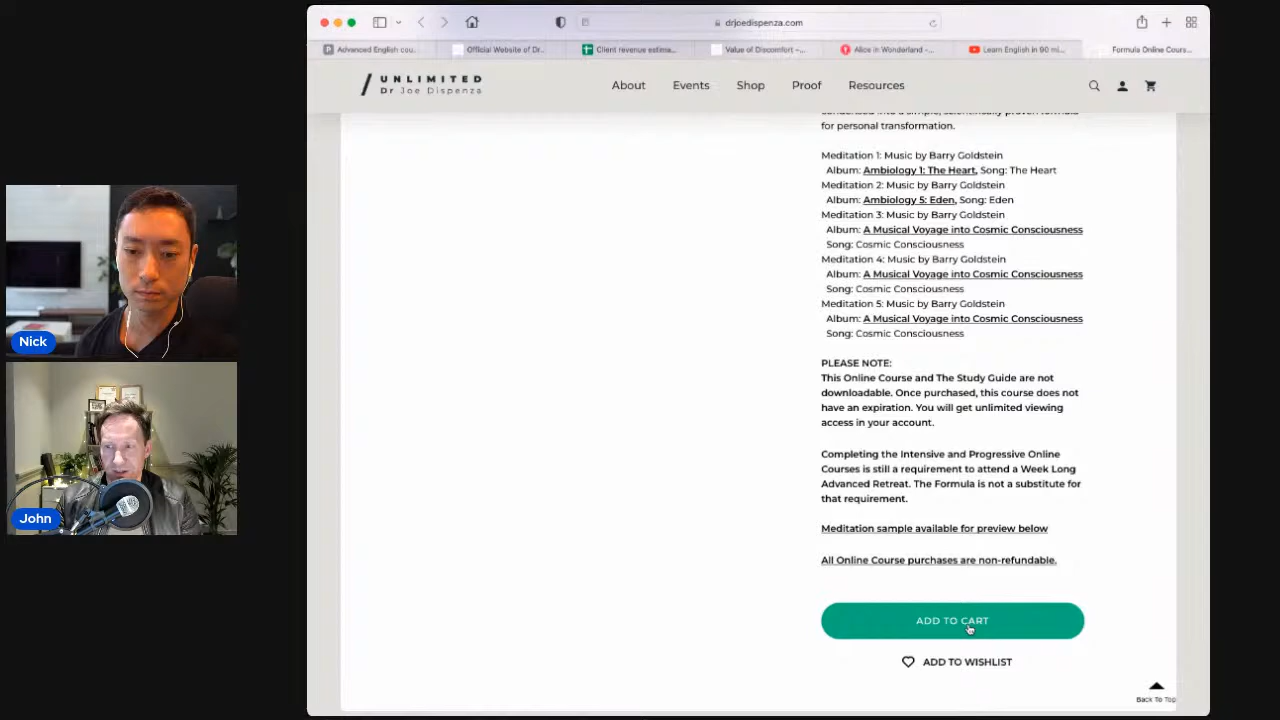 drjoedispenza.com
Advanced English cou...
Official Website of Dr...
Client revenue estima...
Value of Discomfort –...
Alice in Wonderland -...
Learn English in 90 mi...
Formula Online Cours...
UNLIMITED
Dr Joe Dispenza
About
Events
Shop
Proof
Resources
condensed into a simple, scientifically proven formula
for personal transformation.
Meditation 1: Music by Barry Goldstein
Album: Ambiology 1: The Heart, Song: The Heart
Meditation 2: Music by Barry Goldstein
Album: Ambiology 5: Eden, Song: Eden
Meditation 3: Music by Barry Goldstein
Album: A Musical Voyage into Cosmic Consciousness
Song: Cosmic Consciousness
Meditation 4: Music by Barry Goldstein
Album: A Musical Voyage into Cosmic Consciousness
Song: Cosmic Consciousness
Meditation 5: Music by Barry Goldstein
Album: A Musical Voyage into Cosmic Consciousness
Song: Cosmic Consciousness
PLEASE NOTE:
This Online Course and The Study Guide are not
downloadable. Once purchased, this course does not
have an expiration. You will get unlimited viewing
access in your account.
Completing the Intensive and Progressive Online
Courses is still a requirement to attend a Week Long
Advanced Retreat. The Formula is not a substitute for
that requirement.
Meditation sample available for preview below
All Online Course purchases are non-refundable.
ADD TO CART
ADD TO WISHLIST
Back To Top
Nick
John